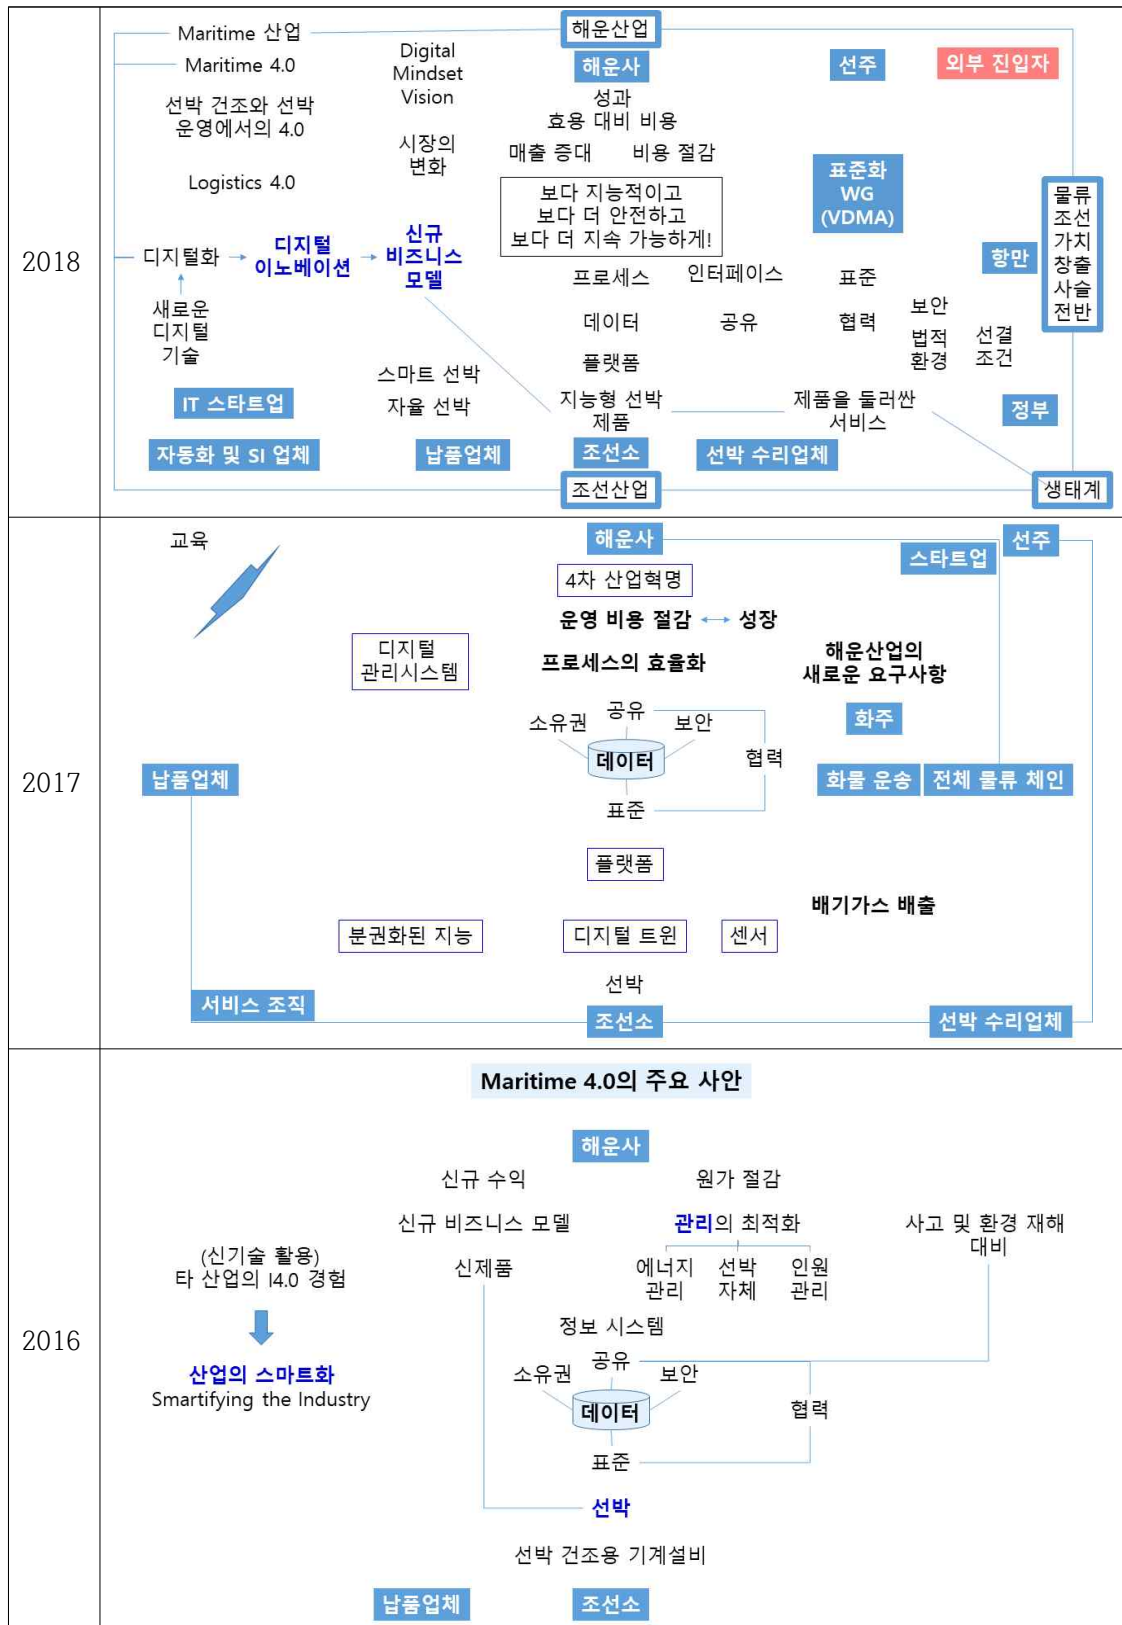 2018
Maritime 산업
해운산업
Maritime 4.0
Digital
Mindset
Vision
해운사
선주
외부 진입자
선박 건조와 선박
운영에서의 4.0
성과
효용 대비 비용
시장의
변화
매출 증대
비용 절감
Logistics 4.0
보다 지능적이고
보다 더 안전하고
보다 더 지속 가능하게!
표준화
WG
(VDMA)
물류
조선
가치
창출
사슬
전반
디지털화
디지털
이노베이션
신규
비즈니스
모델
항만
프로세스
인터페이스
표준
새로운
디지털
기술
데이터
공유
협력
보안
법적
환경
선결
조건
플랫폼
스마트 선박
자율 선박
지능형 선박
제품
제품을 둘러싼
서비스
IT 스타트업
정부
자동화 및 SI 업체
납품업체
조선소
선박 수리업체
조선산업
생태계
2017
교육
해운사
스타트업
선주
4차 산업혁명
운영 비용 절감
성장
디지털
관리시스템
프로세스의 효율화
해운산업의
새로운 요구사항
공유
소유권
보안
화주
데이터
협력
납품업체
화물 운송
전체 물류 체인
표준
플랫폼
배기가스 배출
분권화된 지능
디지털 트윈
센서
선박
서비스 조직
조선소
선박 수리업체
2016
Maritime 4.0의 주요 사안
해운사
신규 수익
원가 절감
신규 비즈니스 모델
관리의 최적화
사고 및 환경 재해
대비
(신기술 활용)
타 산업의 I4.0 경험
신제품
에너지
관리
선박
자체
인원
관리
정보 시스템
산업의 스마트화
Smartifying the Industry
공유
소유권
보안
데이터
협력
표준
선박
선박 건조용 기계설비
납품업체
조선소